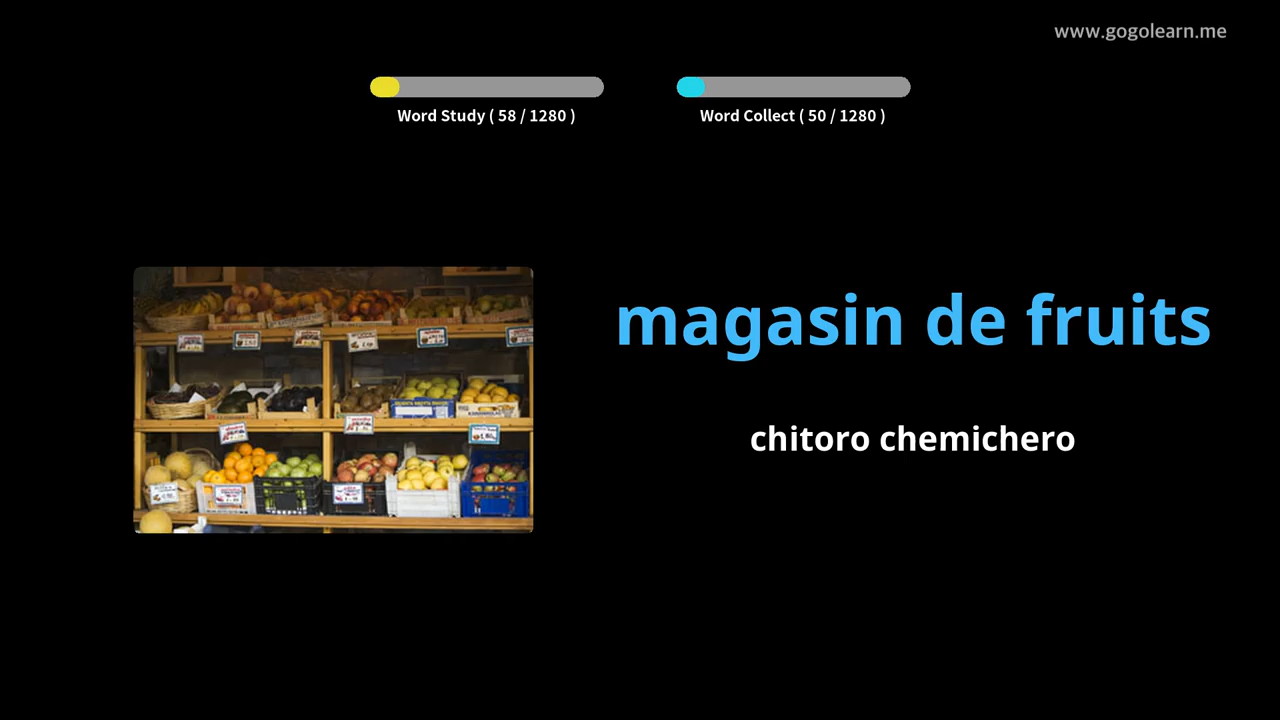 www.gogolearn.me
Word Study ( 58 / 1280 )
Word Collect ( 50 / 1280 )
magasin de fruits
chitoro chemichero